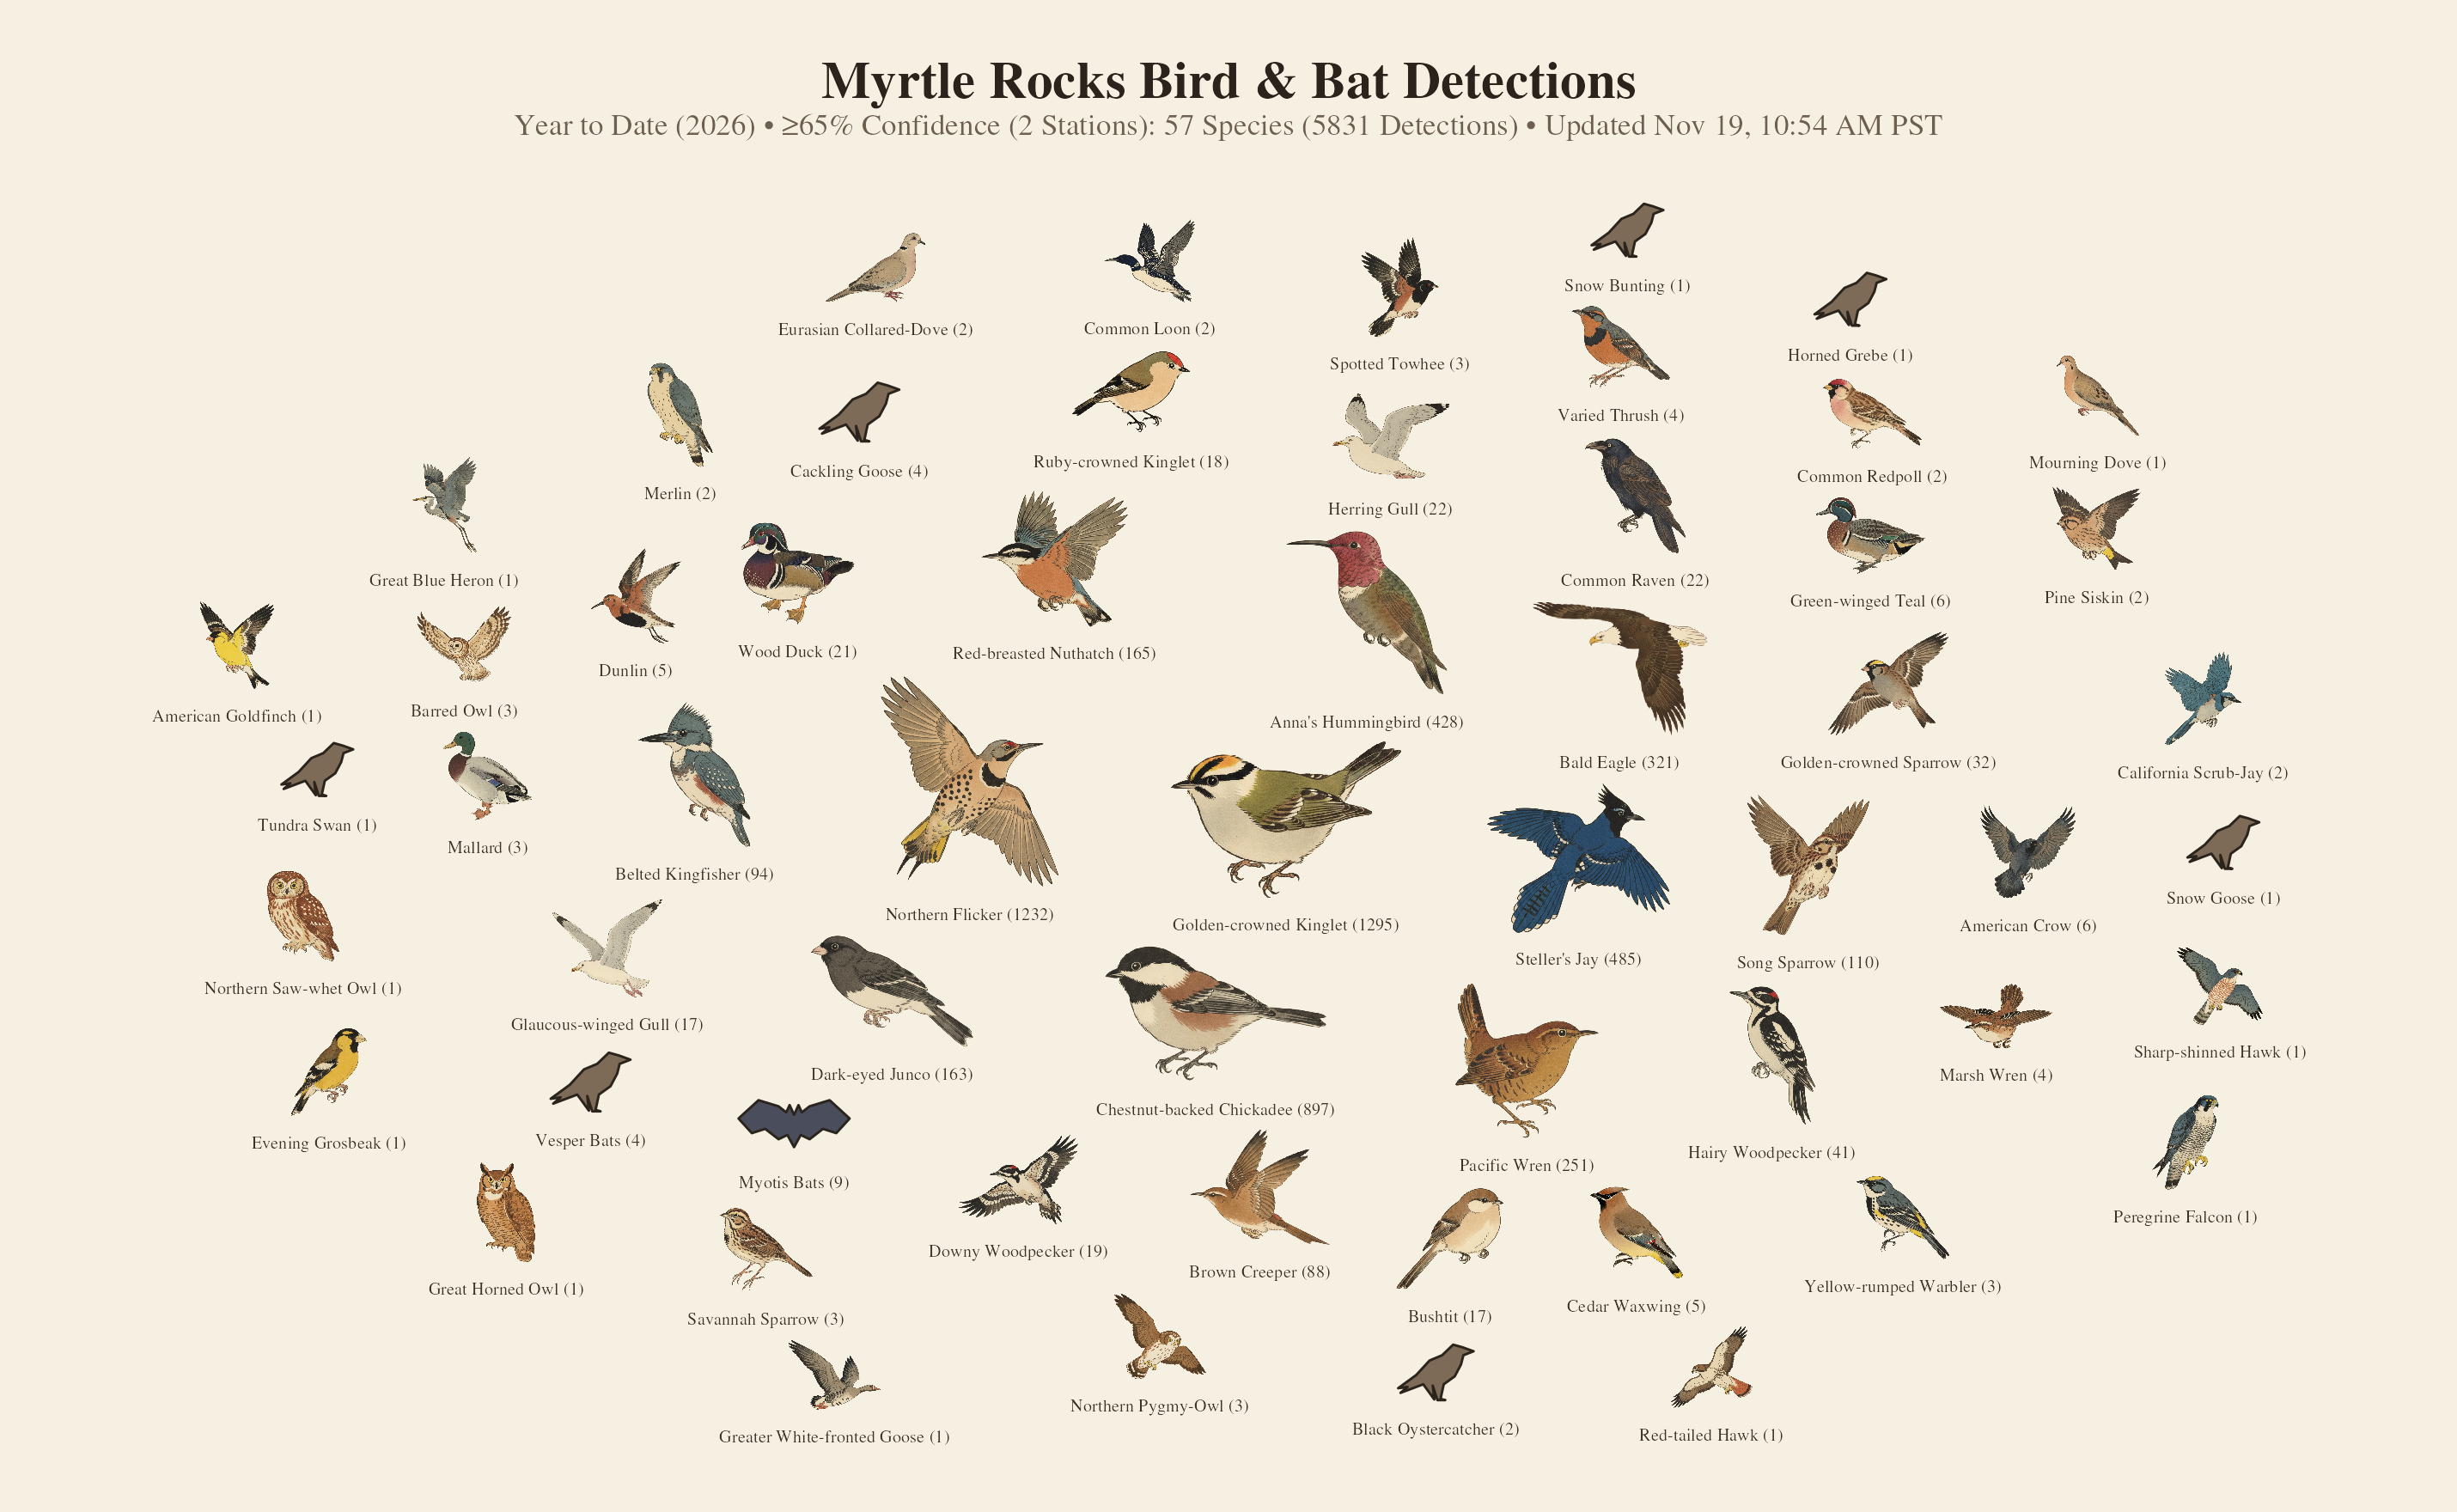 Myrtle Rocks Bird & Bat Detections
Year to Date (2026) • ≥65% Confidence (2 Stations): 57 Species (5831 Detections) • Updated Nov 19, 10:54 AM PST
Snow Bunting (1)
Eurasian Collared-Dove (2)
Common Loon (2)
Spotted Towhee (3)
Horned Grebe (1)
Varied Thrush (4)
Ruby-crowned Kinglet (18)
Mourning Dove (1)
Cackling Goose (4)
Common Redpoll (2)
Merlin (2)
Herring Gull (22)
Great Blue Heron (1)
Common Raven (22)
Pine Siskin (2)
Green-winged Teal (6)
Wood Duck (21)
Red-breasted Nuthatch (165)
Dunlin (5)
Barred Owl (3)
American Goldfinch (1)
Anna's Hummingbird (428)
Bald Eagle (321)
Golden-crowned Sparrow (32)
California Scrub-Jay (2)
Tundra Swan (1)
Mallard (3)
Belted Kingfisher (94)
Snow Goose (1)
Northern Flicker (1232)
Golden-crowned Kinglet (1295)
American Crow (6)
Steller's Jay (485)
Song Sparrow (110)
Northern Saw-whet Owl (1)
Glaucous-winged Gull (17)
Sharp-shinned Hawk (1)
Dark-eyed Junco (163)
Marsh Wren (4)
Chestnut-backed Chickadee (897)
Vesper Bats (4)
Evening Grosbeak (1)
Hairy Woodpecker (41)
Pacific Wren (251)
Myotis Bats (9)
Peregrine Falcon (1)
Downy Woodpecker (19)
Brown Creeper (88)
Yellow-rumped Warbler (3)
Great Horned Owl (1)
Cedar Waxwing (5)
Bushtit (17)
Savannah Sparrow (3)
Northern Pygmy-Owl (3)
Black Oystercatcher (2)
Red-tailed Hawk (1)
Greater White-fronted Goose (1)